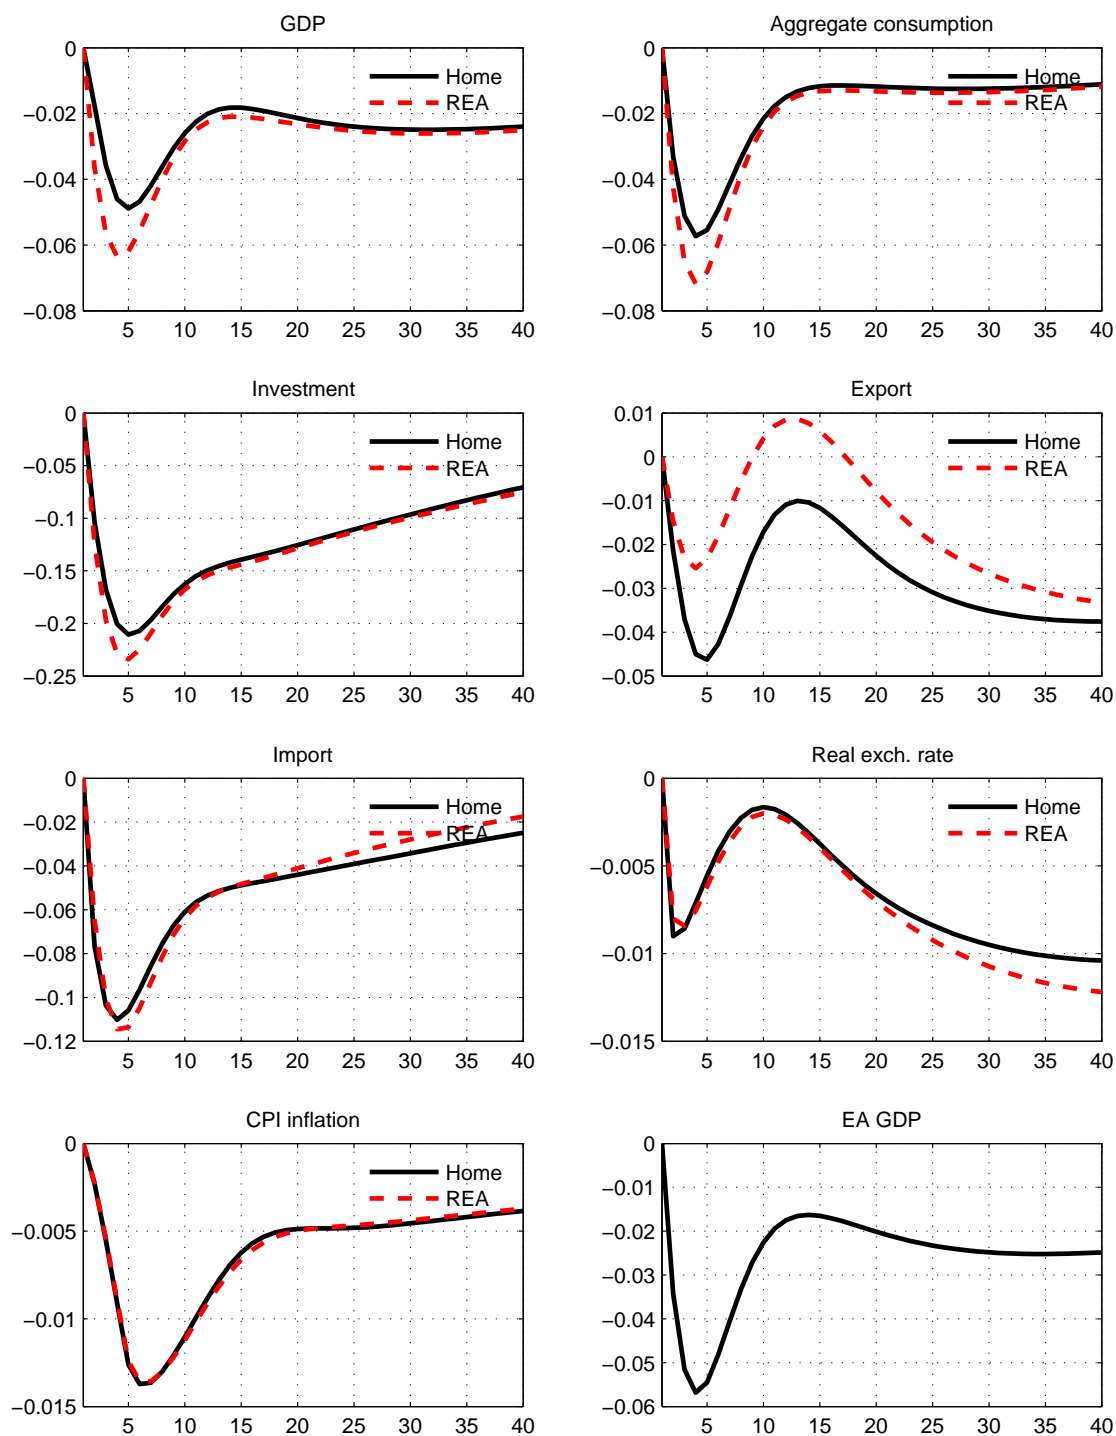 GDP
0
−0.02
−0.04
−0.06
−0.08
5 10 15 20 25 30 35 40
Home
REA
Aggregate consumption
0
−0.02
−0.04
−0.06
−0.08
5 10 15 20 25 30 35 40
Home
REA
Investment
0
−0.05
−0.1
−0.15
−0.2
−0.25
5 10 15 20 25 30 35 40
Home
REA
Export
0.01
0
−0.01
−0.02
−0.03
−0.04
−0.05
5 10 15 20 25 30 35 40
Home
REA
Import
0
−0.02
−0.04
−0.06
−0.08
−0.1
−0.12
5 10 15 20 25 30 35 40
Home
REA
Real exch. rate
0
−0.005
−0.01
−0.015
5 10 15 20 25 30 35 40
Home
REA
CPI inflation
0
−0.005
−0.01
−0.015
5 10 15 20 25 30 35 40
Home
REA
EA GDP
0
−0.01
−0.02
−0.03
−0.04
−0.05
−0.06
5 10 15 20 25 30 35 40